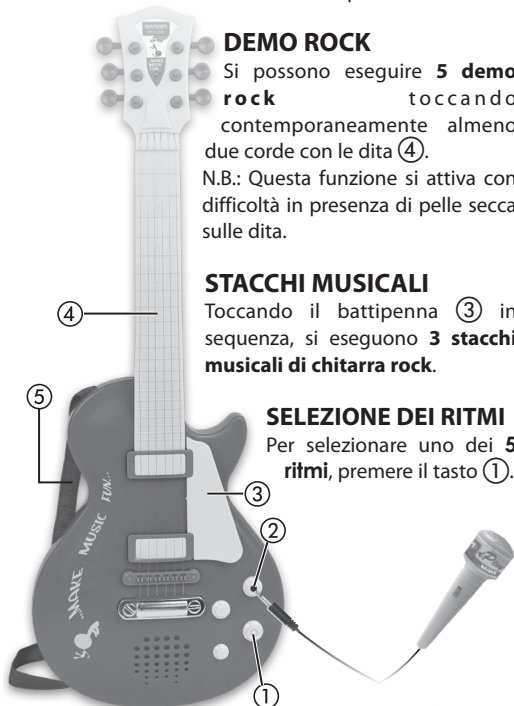 DEMO ROCK
Si possono eseguire 5 demo
rock toccando
contemporaneamente almeno
due corde con le dita ④.
N.B.: Questa funzione si attiva con
difficoltà in presenza di pelle secca
sulle dita.
STACCHI MUSICALI
Toccando il battipenna ③ in
sequenza, si eseguono 3 stacchi
musicali di chitarra rock.
④
⑤
SELEZIONE DEI RITMI
Per selezionare uno dei 5
ritmi, premere il tasto ①.
③
②
...MAKE MUSIC FUN...
①